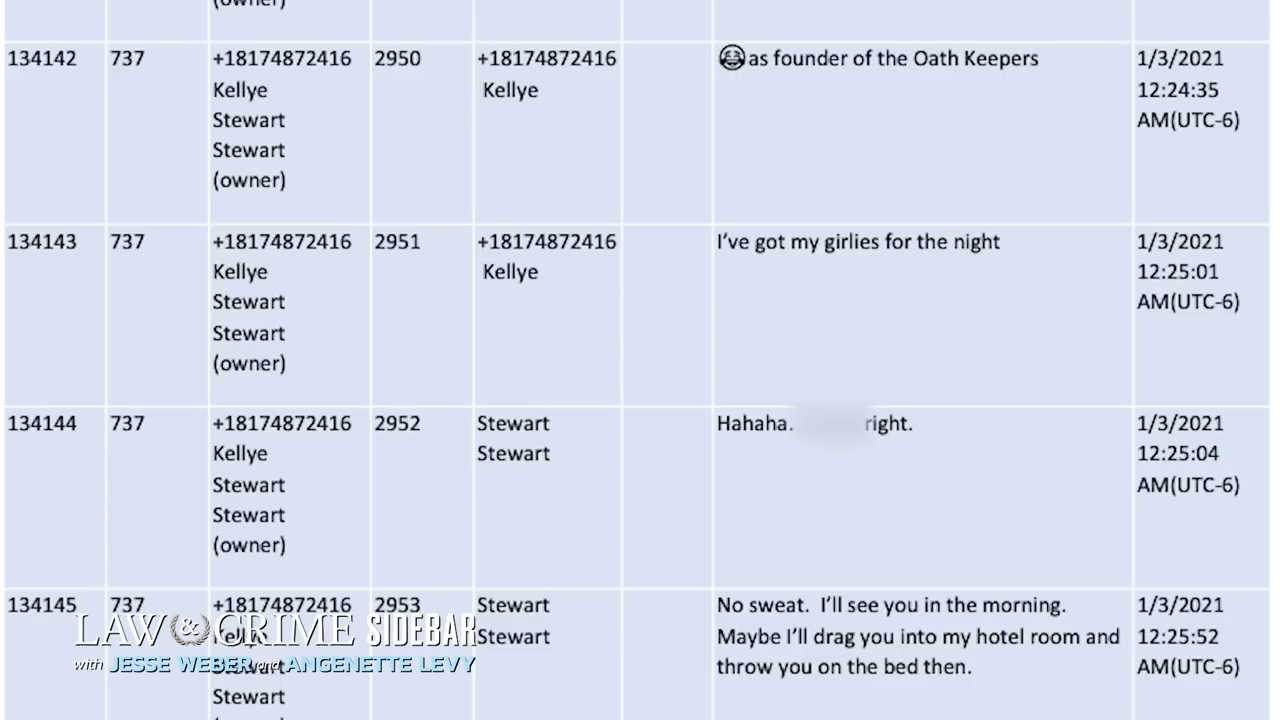 (owner)
134142 737 +18174872416 2950 +18174872416 😂as founder of the Oath Keepers 1/3/2021
Kellye Kellye 12:24:35
Stewart AM(UTC-6)
Stewart
(owner)
134143 737 +18174872416 2951 +18174872416 I’ve got my girlies for the night 1/3/2021
Kellye Kellye 12:25:01
Stewart AM(UTC-6)
Stewart
(owner)
134144 737 +18174872416 2952 Stewart Hahaha. right. 1/3/2021
Kellye Stewart 12:25:04
Stewart AM(UTC-6)
Stewart
(owner)
134145 737 +18174872416 2953 Stewart No sweat.  I’ll see you in the morning. 1/3/2021
Kellye Stewart Maybe I’ll drag you into my hotel room and 12:25:52
Stewart throw you on the bed then. AM(UTC-6)
Stewart
LAW & CRIME SIDEBAR
with JESSE WEBER and ANGENETTE LEVY